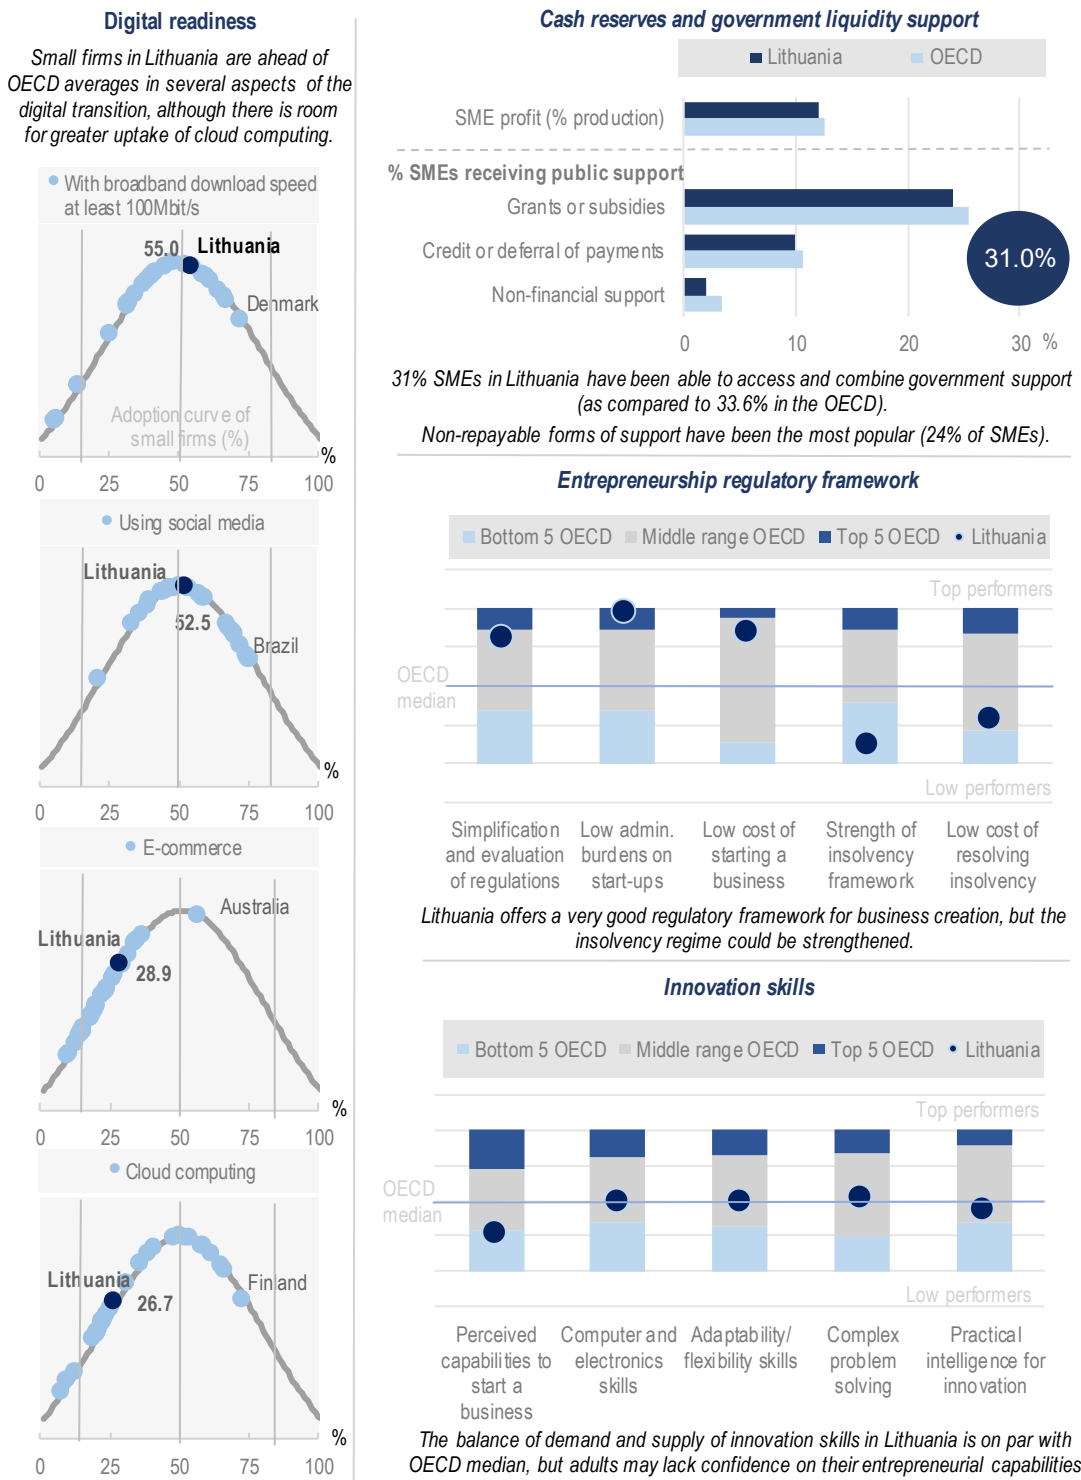 Digital readiness
Small firms in Lithuania are ahead of
OECD averages in several aspects of the
digital transition, although there is room
for greater uptake of cloud computing.
With broadband download speed
at least 100Mbit/s
55.0
Lithuania
Denmark
Adoption curve of
small firms (%)
%
0 25 50 75 100
Using social media
Lithuania
52.5
Brazil
%
0 25 50 75 100
E-commerce
Australia
Lithuania
28.9
%
0 25 50 75 100
Cloud computing
Lithuania
26.7
Finland
%
0 25 50 75 100
Cash reserves and government liquidity support
Lithuania OECD
SME profit (% production)
% SMEs receiving public support
Grants or subsidies
Credit or deferral of payments
31.0%
Non-financial support
0 10 20 30 %
31% SMEs in Lithuania have been able to access and combine government support
(as compared to 33.6% in the OECD).
Non-repayable forms of support have been the most popular (24% of SMEs).
Entrepreneurship regulatory framework
Bottom 5 OECD Middle range OECD Top 5 OECD Lithuania
Top performers
OECD
median
Low performers
Simplification
and evaluation
of regulations
Low admin.
burdens on
start-ups
Low cost of
starting a
business
Strength of
insolvency
framework
Low cost of
resolving
insolvency
Lithuania offers a very good regulatory framework for business creation, but the
insolvency regime could be strengthened.
Innovation skills
Bottom 5 OECD Middle range OECD Top 5 OECD Lithuania
Top performers
OECD
median
Low performers
Perceived
capabilities to
start a
business
Computer and
electronics
skills
Adaptability/
flexibility skills
Complex
problem
solving
Practical
intelligence for
innovation
The balance of demand and supply of innovation skills in Lithuania is on par with
OECD median, but adults may lack confidence on their entrepreneurial capabilities